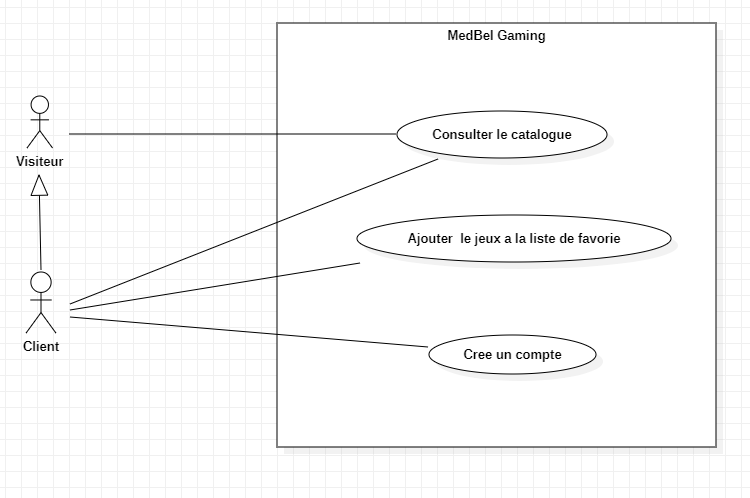 MedBel Gaming
Consulter le catalogue
Visiteur
Ajouter  le jeux a la liste de favorie
Client
Cree un compte